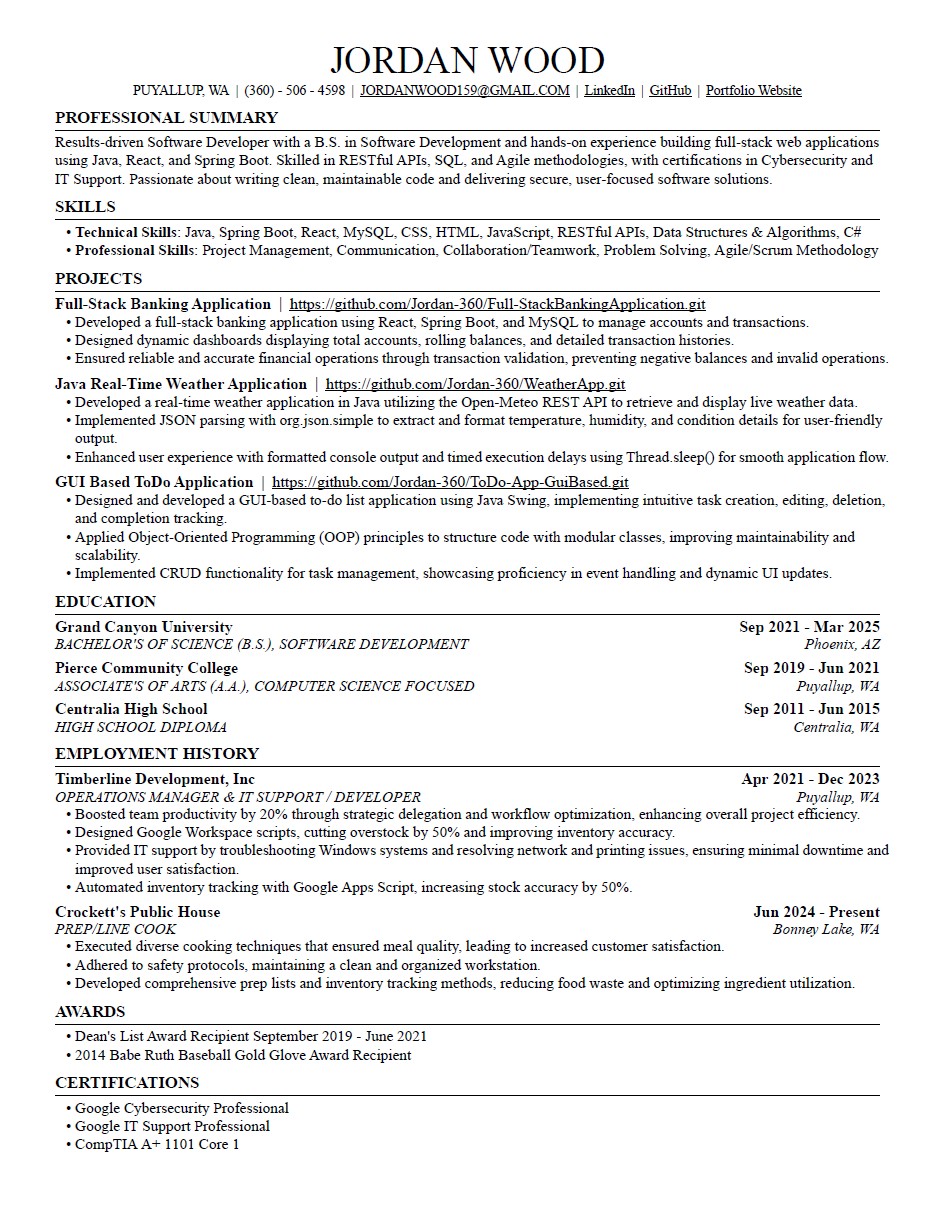 JORDAN WOOD
PUYALLUP, WA | (360) - 506 - 4598 | JORDANWOOD159@GMAIL.COM | LinkedIn | GitHub | Portfolio Website
PROFESSIONAL SUMMARY
Results-driven Software Developer with a B.S. in Software Development and hands-on experience building full-stack web applications
using Java, React, and Spring Boot. Skilled in RESTful APIs, SQL, and Agile methodologies, with certifications in Cybersecurity and
IT Support. Passionate about writing clean, maintainable code and delivering secure, user-focused software solutions.
SKILLS
• Technical Skills: Java, Spring Boot, React, MySQL, CSS, HTML, JavaScript, RESTful APIs, Data Structures & Algorithms, C#
• Professional Skills: Project Management, Communication, Collaboration/Teamwork, Problem Solving, Agile/Scrum Methodology
PROJECTS
Full-Stack Banking Application | https://github.com/Jordan-360/Full-StackBankingApplication.git
• Developed a full-stack banking application using React, Spring Boot, and MySQL to manage accounts and transactions.
• Designed dynamic dashboards displaying total accounts, rolling balances, and detailed transaction histories.
• Ensured reliable and accurate financial operations through transaction validation, preventing negative balances and invalid operations.
Java Real-Time Weather Application | https://github.com/Jordan-360/WeatherApp.git
• Developed a real-time weather application in Java utilizing the Open-Meteo REST API to retrieve and display live weather data.
• Implemented JSON parsing with org.json.simple to extract and format temperature, humidity, and condition details for user-friendly
output.
• Enhanced user experience with formatted console output and timed execution delays using Thread.sleep() for smooth application flow.
GUI Based ToDo Application | https://github.com/Jordan-360/ToDo-App-GuiBased.git
• Designed and developed a GUI-based to-do list application using Java Swing, implementing intuitive task creation, editing, deletion,
and completion tracking.
• Applied Object-Oriented Programming (OOP) principles to structure code with modular classes, improving maintainability and
scalability.
• Implemented CRUD functionality for task management, showcasing proficiency in event handling and dynamic UI updates.
EDUCATION
Grand Canyon University Sep 2021 - Mar 2025
BACHELOR'S OF SCIENCE (B.S.), SOFTWARE DEVELOPMENT Phoenix, AZ
Pierce Community College Sep 2019 - Jun 2021
ASSOCIATE'S OF ARTS (A.A.), COMPUTER SCIENCE FOCUSED Puyallup, WA
Centralia High School Sep 2011 - Jun 2015
HIGH SCHOOL DIPLOMA Centralia, WA
EMPLOYMENT HISTORY
Timberline Development, Inc Apr 2021 - Dec 2023
OPERATIONS MANAGER & IT SUPPORT / DEVELOPER Puyallup, WA
• Boosted team productivity by 20% through strategic delegation and workflow optimization, enhancing overall project efficiency.
• Designed Google Workspace scripts, cutting overstock by 50% and improving inventory accuracy.
• Provided IT support by troubleshooting Windows systems and resolving network and printing issues, ensuring minimal downtime and
improved user satisfaction.
• Automated inventory tracking with Google Apps Script, increasing stock accuracy by 50%.
Crockett's Public House Jun 2024 - Present
PREP/LINE COOK Bonney Lake, WA
• Executed diverse cooking techniques that ensured meal quality, leading to increased customer satisfaction.
• Adhered to safety protocols, maintaining a clean and organized workstation.
• Developed comprehensive prep lists and inventory tracking methods, reducing food waste and optimizing ingredient utilization.
AWARDS
• Dean's List Award Recipient September 2019 - June 2021
• 2014 Babe Ruth Baseball Gold Glove Award Recipient
CERTIFICATIONS
• Google Cybersecurity Professional
• Google IT Support Professional
• CompTIA A+ 1101 Core 1